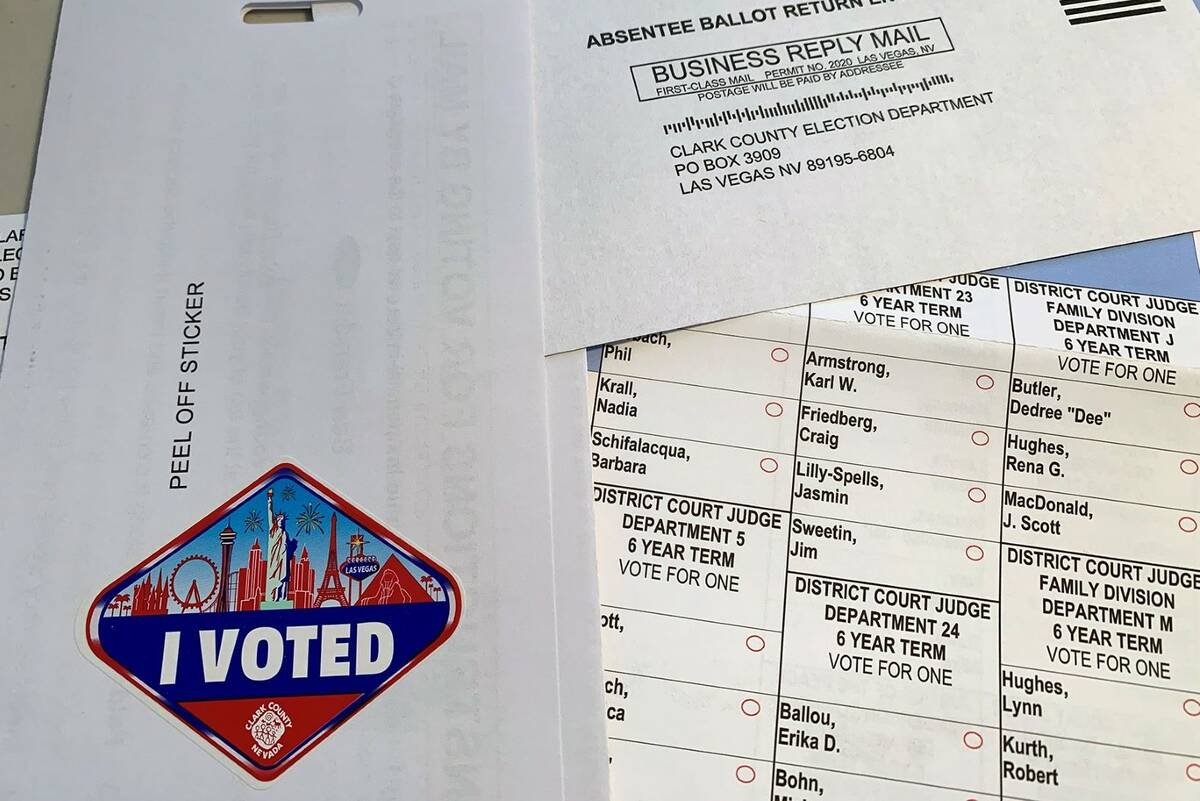 PEEL OFF STICKER
LAS VEGAS
I VOTED
CLARK COUNTY
NEVADA
ABSENTEE BALLOT RETURN
BUSINESS REPLY MAIL
FIRST-CLASS MAIL PERMIT NO. 2020 LAS VEGAS, NV
POSTAGE WILL BE PAID BY ADDRESSEE
CLARK COUNTY ELECTION DEPARTMENT
PO BOX 3909
LAS VEGAS NV 89195-6804
Phil
Krall,
Nadia
Schifalacqua,
Barbara
DISTRICT COURT JUDGE
DEPARTMENT 5
6 YEAR TERM
VOTE FOR ONE
JUDGE
23
6 YEAR TERM
VOTE FOR ONE
Armstrong,
Karl W.
Friedberg,
Craig
Lilly-Spells,
Jasmin
Sweetin,
Jim
DISTRICT COURT JUDGE
DEPARTMENT 24
6 YEAR TERM
VOTE FOR ONE
Ballou,
Erika D.
Bohn,
DISTRICT COURT JUDGE
FAMILY DIVISION
DEPARTMENT J
6 YEAR TERM
VOTE FOR ONE
Butler,
Dedree "Dee"
Hughes,
Rena G.
MacDonald,
J. Scott
DISTRICT COURT JUDGE
FAMILY DIVISION
DEPARTMENT M
6 YEAR TERM
VOTE FOR ONE
Hughes,
Lynn
Kurth,
Robert